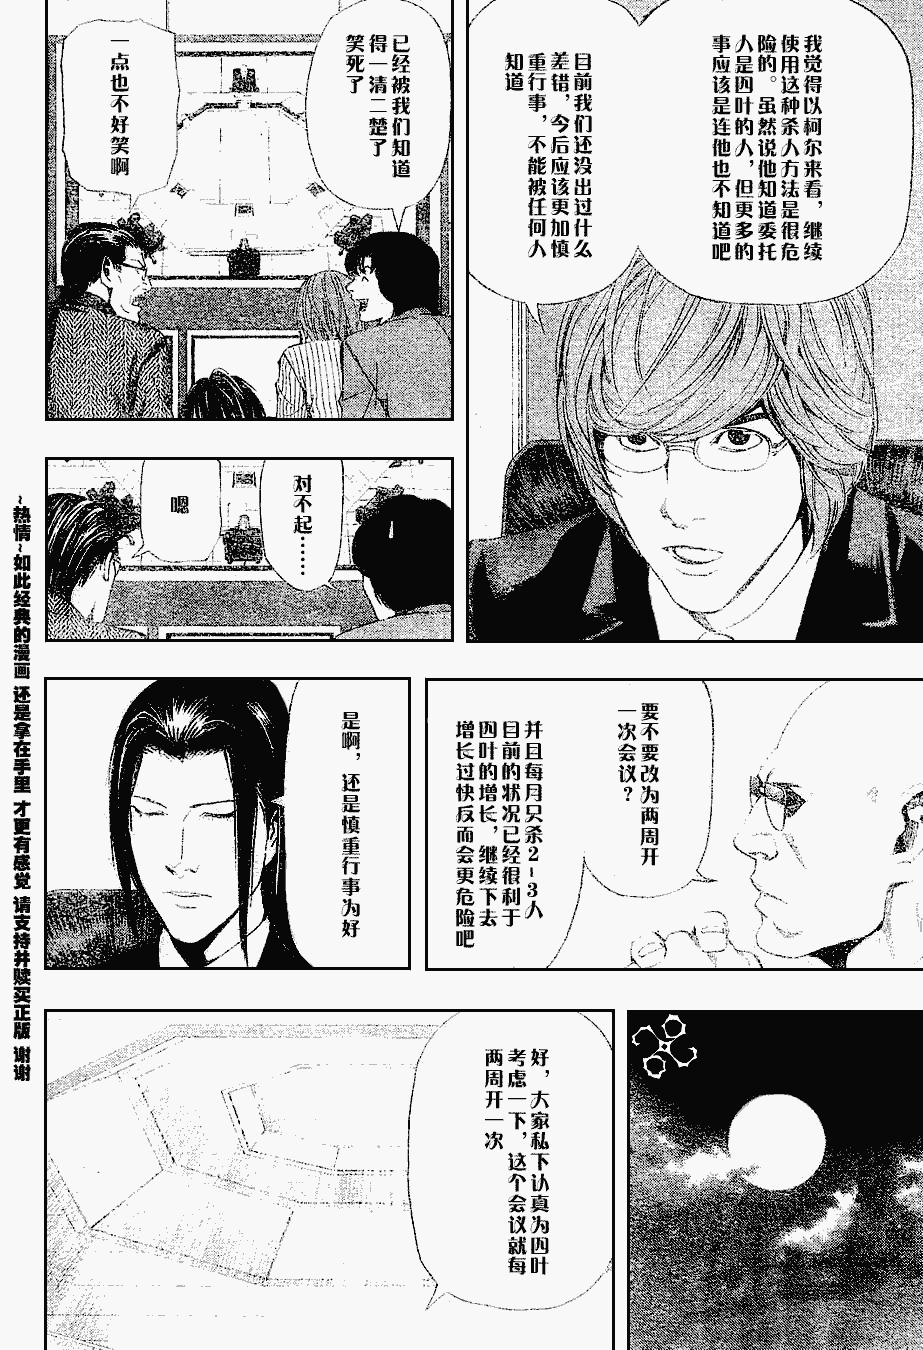 我觉得以柯尔来看，继续
使用这种杀人方法是很危
险的。虽然说他知道委托
人是四叶的人，但更多的
事应该是连他也不知道吧
目前我们还没出过什么
差错，今后应该更加慎
重行事，不能被任何人
知道
已经被我们知道
得一清二楚了
笑死了
一点也不好笑啊
对不起……
嗯
要不要改为两周开
一次会议？
并且每月只杀2~3人
目前的状况已经很利于
四叶的增长，继续下去
增长过快反而会更危险吧
是啊，还是慎重行事为好
好，大家私下认真为四叶
考虑一下，这个会议就每
两周开一次
~热情~如此经典的漫画 还是拿在手里 才更有感觉 请支持并赎买正版 谢谢